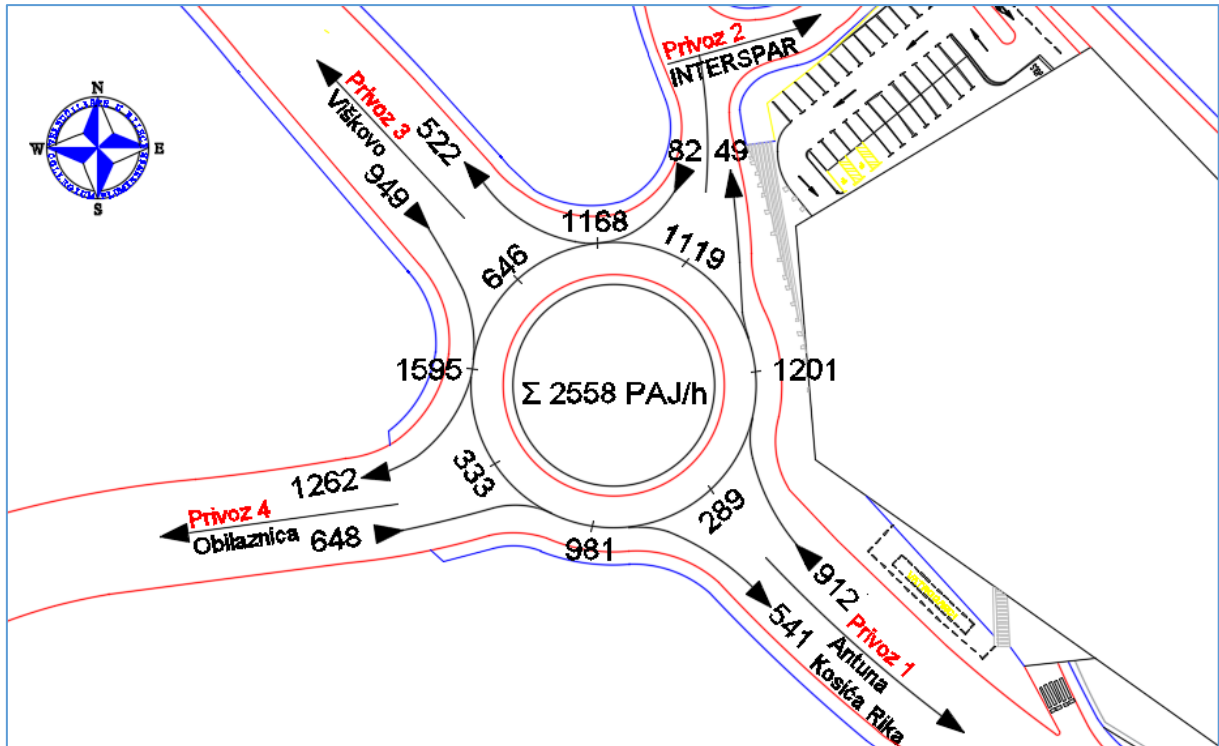 Privoz 2
INTERSPAR
N
W E
S
Privoz 3
Viškovo
522
949
82 49
1168
1119
646
1595
Σ 2558 PAJ/h
1201
333
289
1262
Privoz 4
Obilaznica 648
981
912
541
Privoz 1
Antuna
Kosića Rika